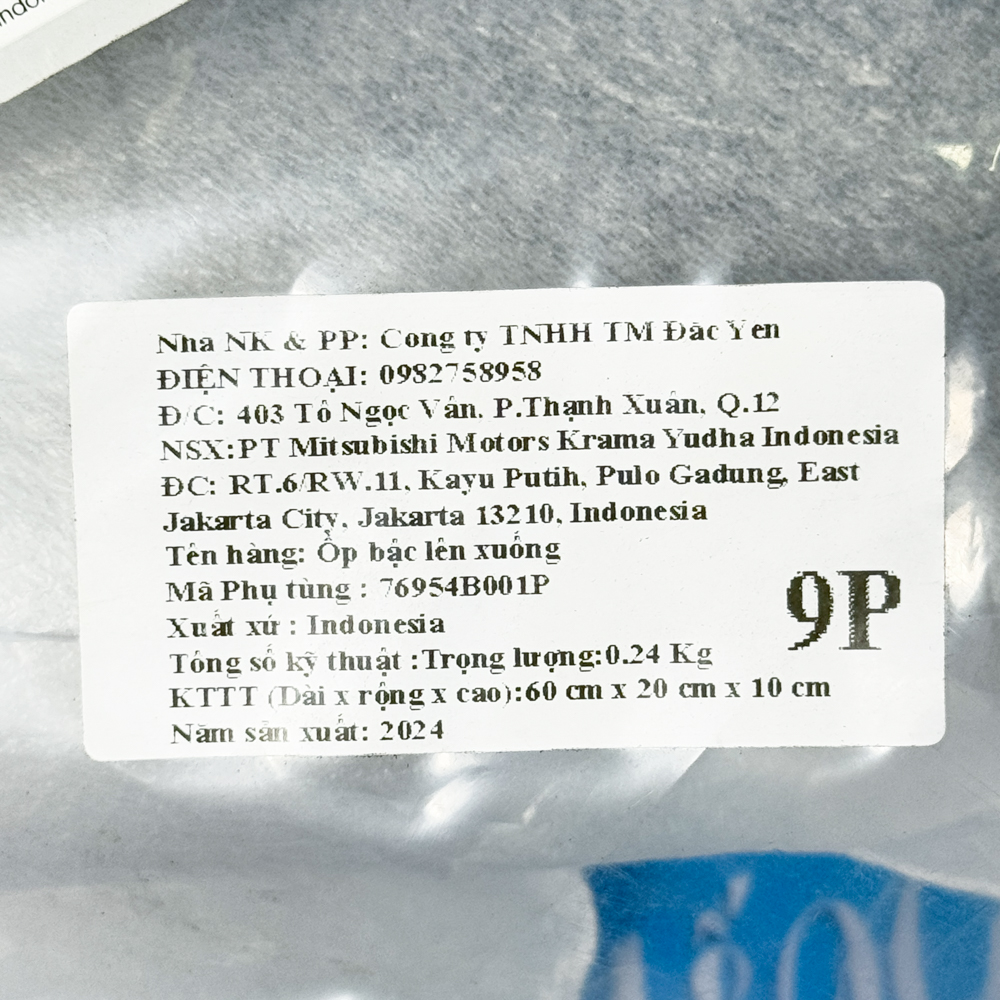 Nhà NK & PP: Công ty TNHH TM Đắc Yến
ĐIỆN THOẠI: 0982758958
Đ/C: 403 Tô Ngọc Vân, P.Thạnh Xuân, Q.12
NSX:PT Mitsubishi Motors Krama Yudha Indonesia
ĐC: RT.6/RW.11, Kayu Putih, Pulo Gadung, East
Jakarta City, Jakarta 13210, Indonesia
Tên hàng: Ốp bậc lên xuống
Mã Phụ tùng : 76954B001P
9P
Xuất xứ : Indonesia
Tổng số kỹ thuật :Trọng lượng:0.24 Kg
KTTT (Dài x rộng x cao):60 cm x 20 cm x 10 cm
Năm sản xuất: 2024